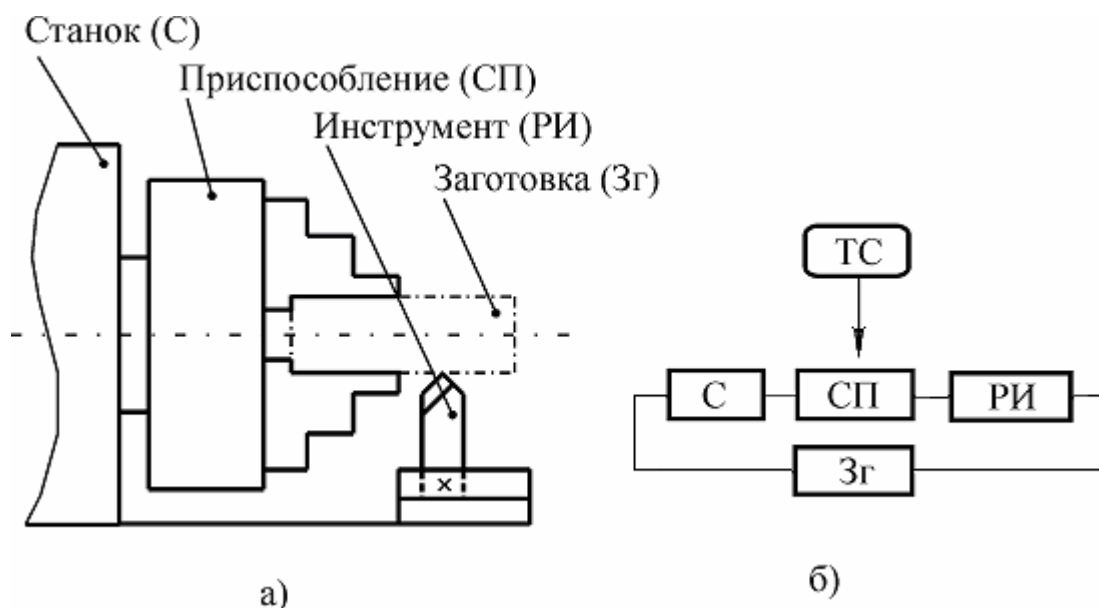 Станок (С)
Приспособление (СП)
Инструмент (РИ)
Заготовка (Зг)
ТС
С
СП
РИ
Зг
а)
б)